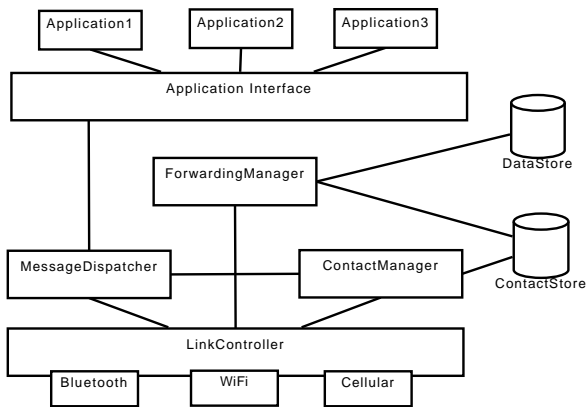 Application1
Application2
Application3
Application Interface
DataStore
ForwardingManager
MessageDispatcher
ContactManager
ContactStore
LinkController
Bluetooth
WiFi
Cellular